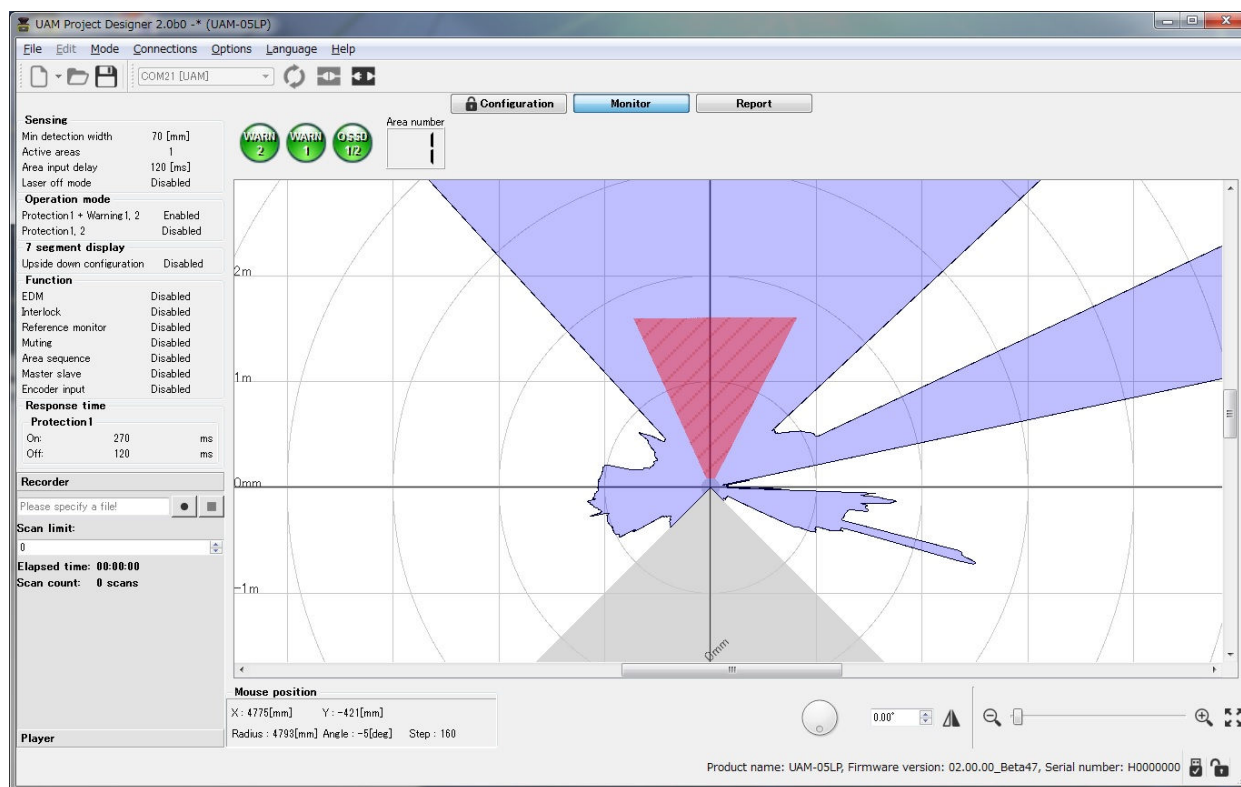 UAM Project Designer 2.0b0 -* (UAM-05LP)
File Edit Mode Connections Options Language Help
COM21 [UAM]
Configuration Monitor Report
Sensing
Min detection width 70 [mm]
Active areas 1
Area input delay 120 [ms]
Laser off mode Disabled
Operation mode
Protection1 + Warning1, 2 Enabled
Protection1, 2 Disabled
7 segment display
Upside down configuration Disabled
Function
EDM Disabled
Interlock Disabled
Reference monitor Disabled
Muting Disabled
Area sequence Disabled
Master slave Disabled
Encoder input Disabled
Response time
Protection1
On: 270 ms
Off: 120 ms
Recorder
Please specify a file!
Scan limit:
0
Elapsed time: 00:00:00
Scan count: 0 scans
Player
WARN 2
WARN 1
OSSD 1/2
Area number
1
2m
1m
0mm
-1m
0mm
Mouse position
X : 4775[mm] Y : -421[mm]
Radius : 4793[mm] Angle : -5[deg] Step : 160
0.00°
Product name: UAM-05LP, Firmware version: 02.00.00_Beta47, Serial number: H0000000